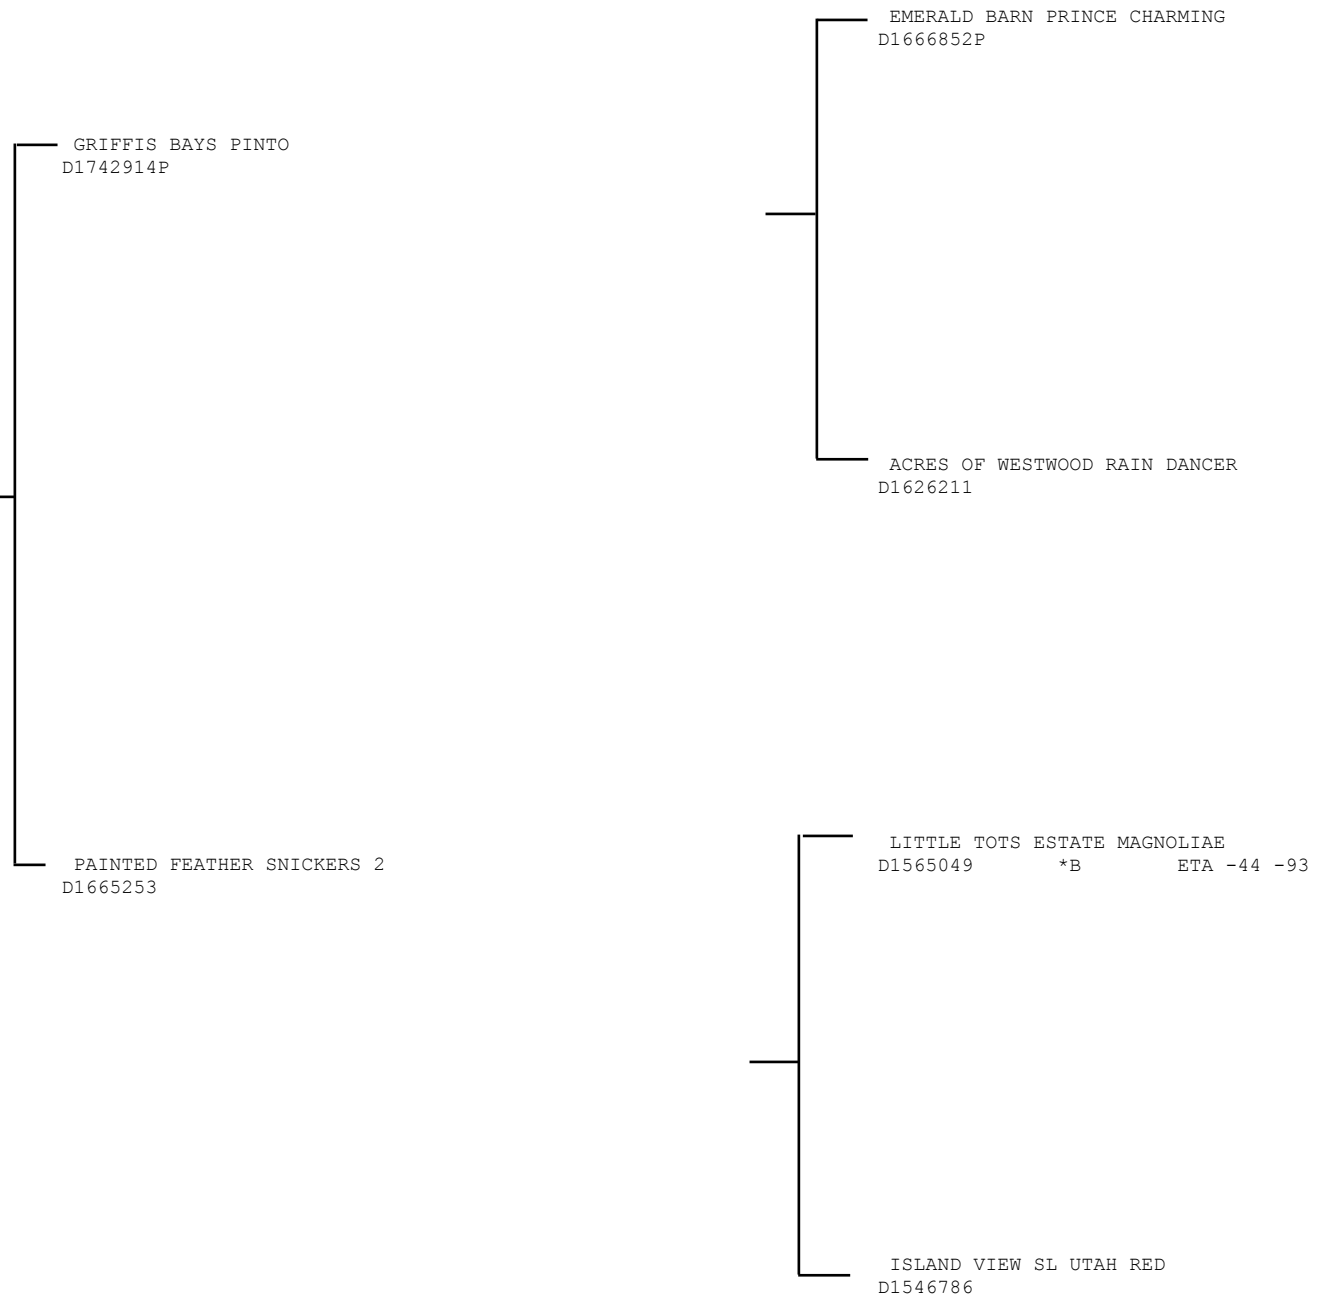 EMERALD BARN PRINCE CHARMING
D1666852P
GRIFFIS BAYS PINTO
D1742914P
ACRES OF WESTWOOD RAIN DANCER
D1626211
LITTLE TOTS ESTATE MAGNOLIAE
D1565049 *B ETA -44 -93
PAINTED FEATHER SNICKERS 2
D1665253
ISLAND VIEW SL UTAH RED
D1546786